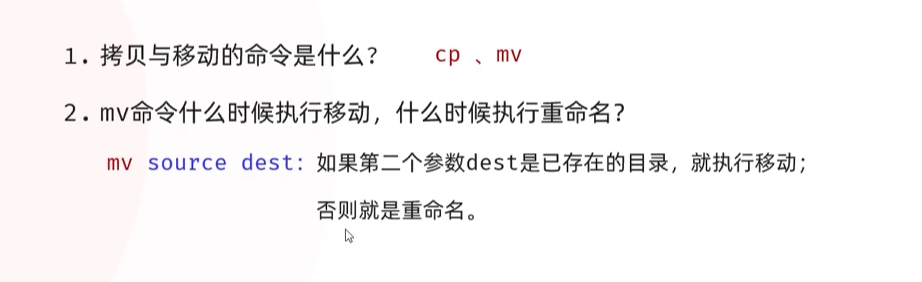 1. 拷贝与移动的命令是什么? cp 、mv
2. mv命令什么时候执行移动，什么时候执行重命名?
mv source dest: 如果第二个参数dest是已存在的目录，就执行移动;
否则就是重命名。